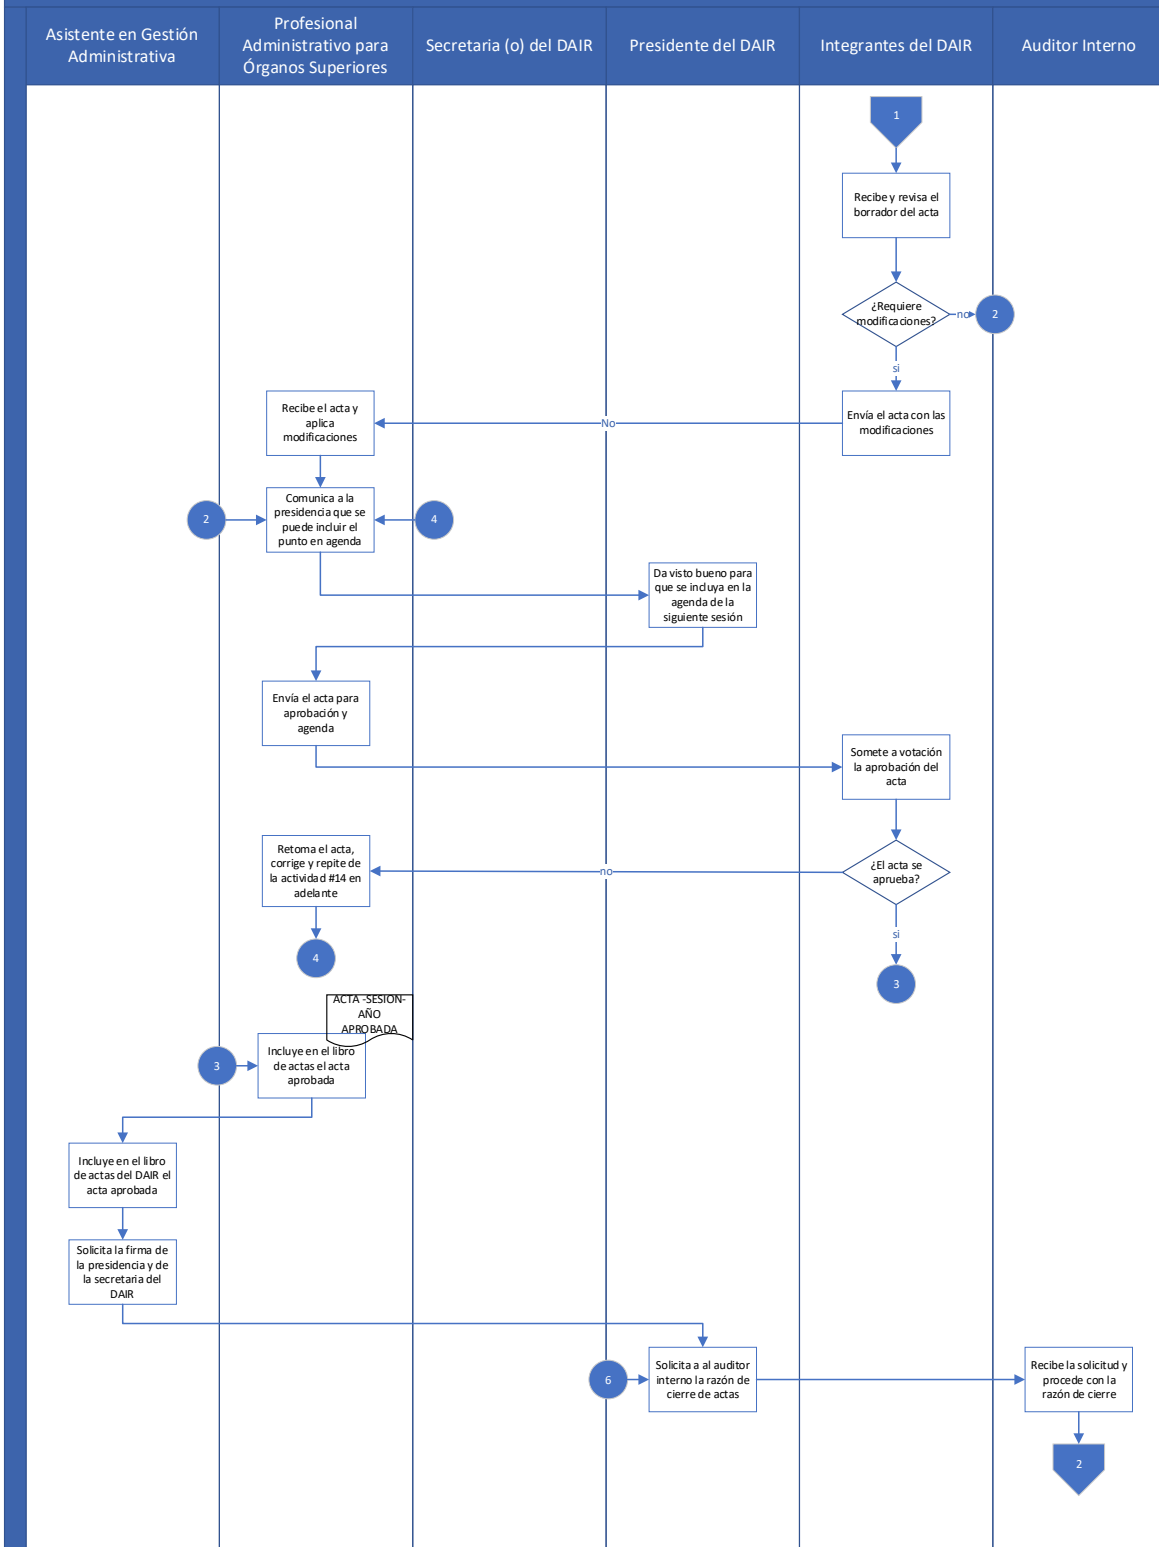 Asistente en Gestión
Administrativa
Profesional
Administrativo para
Órganos Superiores
Secretaria (o) del DAIR
Presidente del DAIR
Integrantes del DAIR
Auditor Interno
1
Recibe y revisa el
borrador del acta
¿Requiere
modificaciones?
no
2
si
Recibe el acta y
aplica
modificaciones
No
Envía el acta con las
modificaciones
2
Comunica a la
presidencia que se
puede incluir el
punto en agenda
4
Da visto bueno para
que se incluya en la
agenda de la
siguiente sesión
Envía el acta para
aprobación y
agenda
Somete a votación
la aprobación del
acta
Retoma el acta,
corrige y repite de
la actividad #14 en
adelante
no
¿El acta se
aprueba?
si
4
3
ACTA -SESION-
AÑO
APROBADA
3
Incluye en el libro
de actas el acta
aprobada
Incluye en el libro
de actas del DAIR el
acta aprobada
Solicita la firma de
la presidencia y de
la secretaria del
DAIR
6
Solicita a al auditor
interno la razón de
cierre de actas
Recibe la solicitud y
procede con la
razón de cierre
2